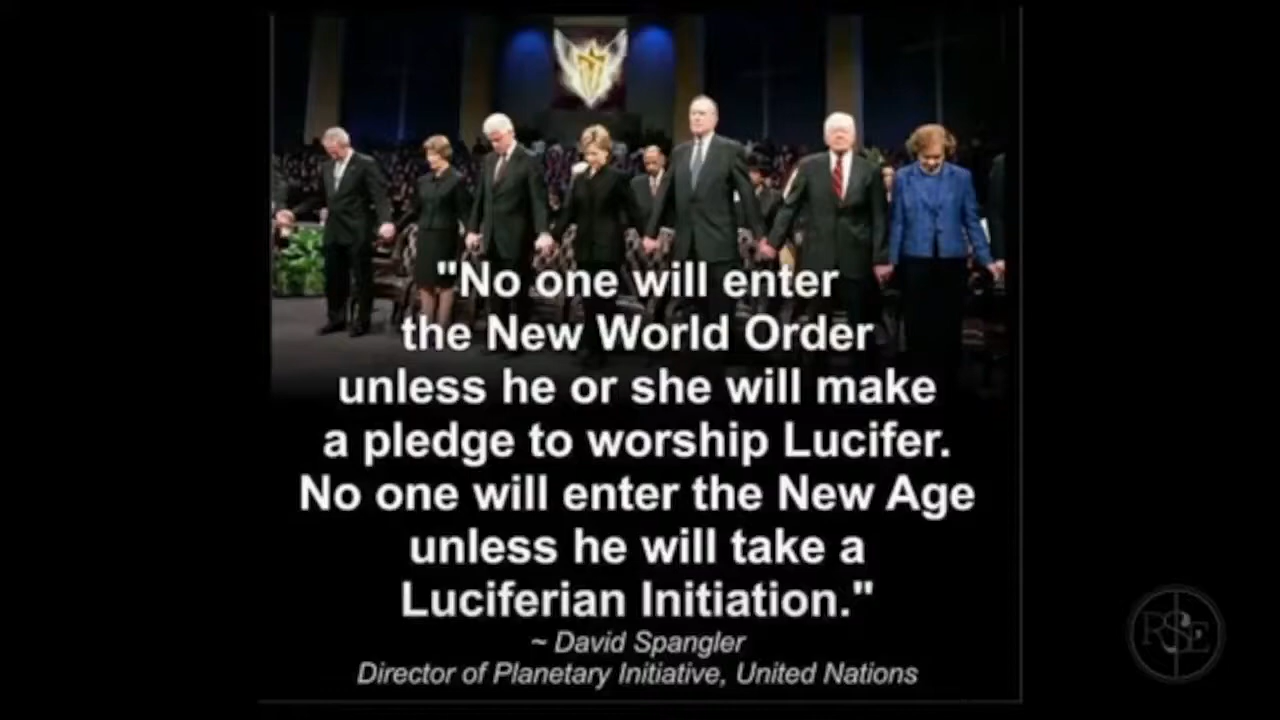 "No one will enter
the New World Order
unless he or she will make
a pledge to worship Lucifer.
No one will enter the New Age
unless he will take a
Luciferian Initiation."
~ David Spangler
Director of Planetary Initiative, United Nations
RSE